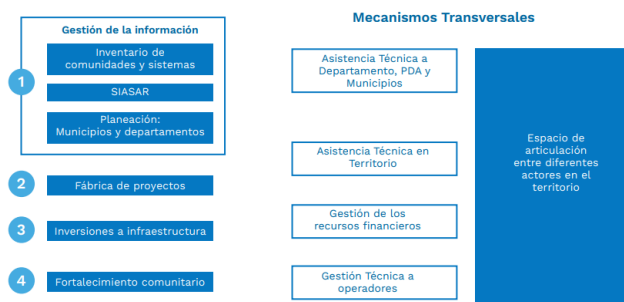 Gestión de la información
1
Inventario de
comunidades y sistemas
SIASAR
Planeación:
Municipios y departamentos
2
Fábrica de proyectos
3
Inversiones a infraestructura
4
Fortalecimiento comunitario
Mecanismos Transversales
Asistencia Técnica a
Departamento, PDA y
Municipios
Asistencia Técnica en
Territorio
Gestión de los
recursos financieros
Gestión Técnica a
operadores
Espacio de
articulación
entre diferentes
actores en el
territorio